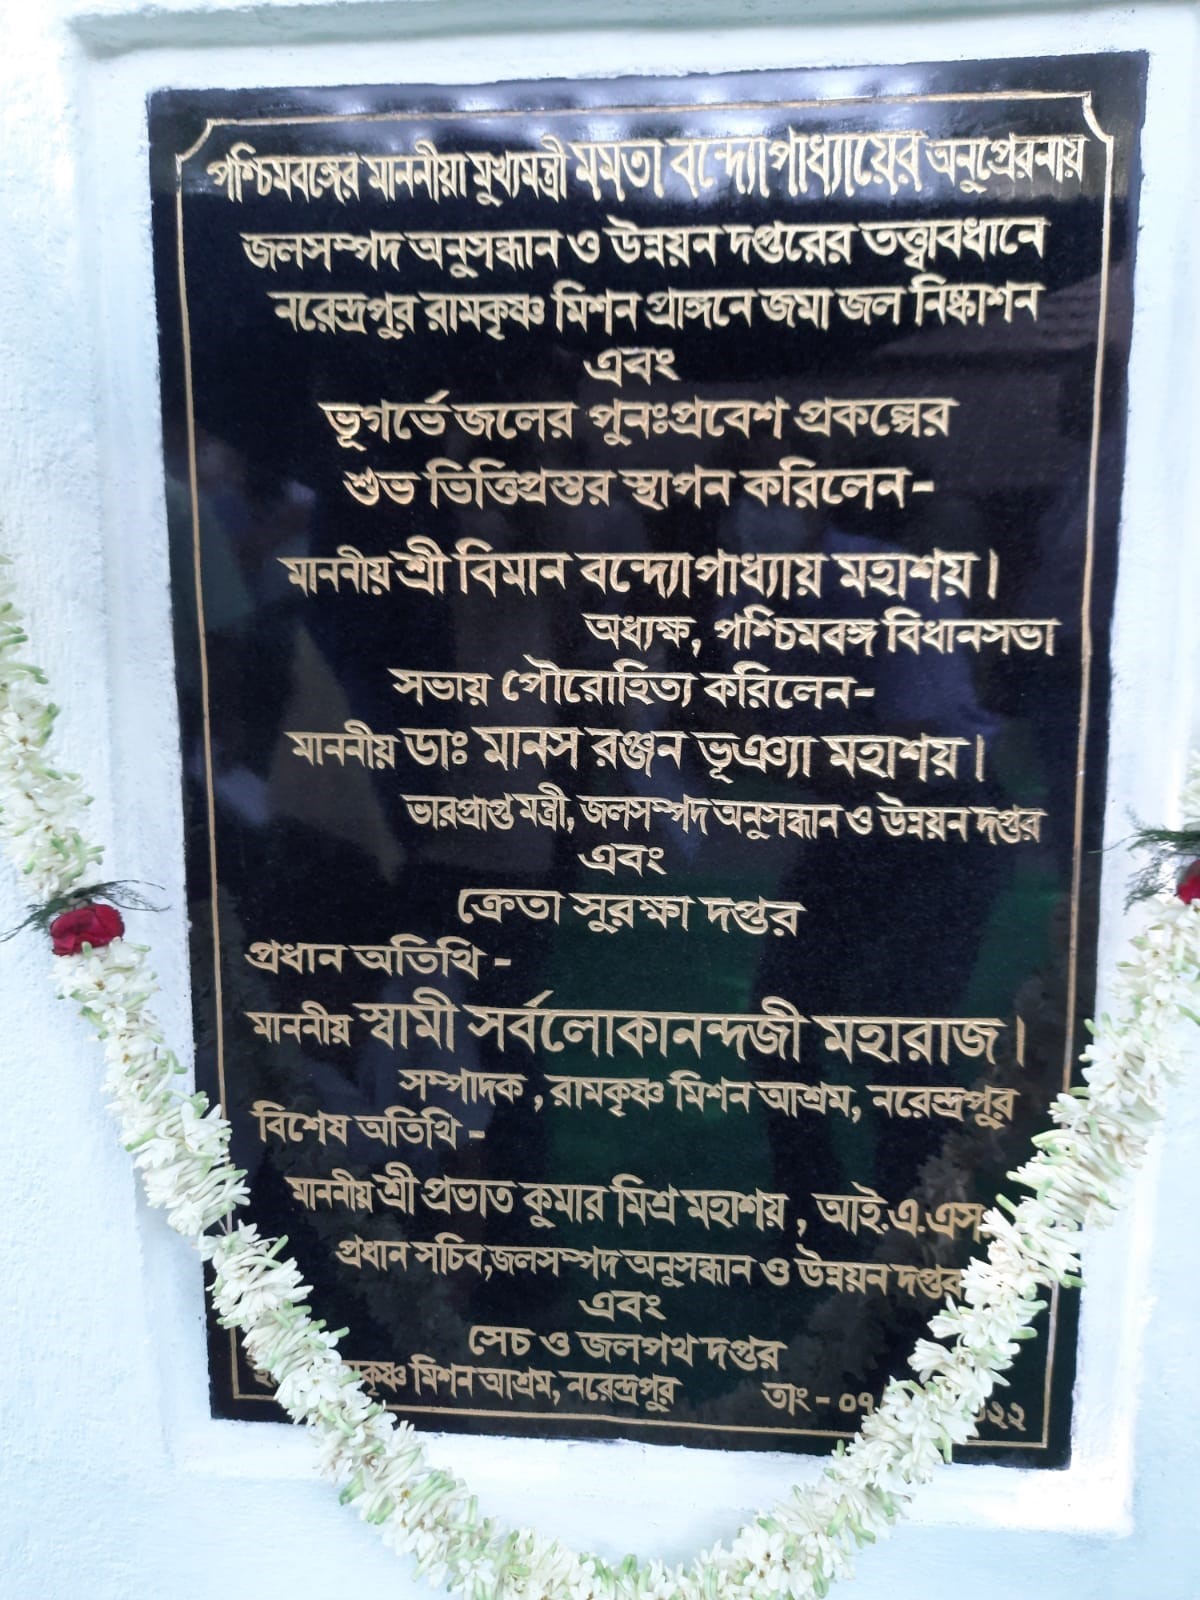 পশ্চিমবঙ্গের মাননীয়া মুখ্যমন্ত্রী মমতা বন্দ্যোপাধ্যায়ের অনুপ্রেরনায়
জলসম্পদ অনুসন্ধান ও উন্নয়ন দপ্তরের তত্ত্বাবধানে
নরেন্দ্রপুর রামকৃষ্ণ মিশন প্রাঙ্গনে জমা জল নিষ্কাশন
এবং
ভূগর্ভে জলের পুনঃপ্রবেশ প্রকল্পের
শুভ ভিত্তিপ্রস্তর স্থাপন করিলেন-
মাননীয় শ্রী বিমান বন্দ্যোপাধ্যায় মহাশয়।
অধ্যক্ষ, পশ্চিমবঙ্গ বিধানসভা
সভায় পৌরোহিত্য করিলেন-
মাননীয় ডাঃ মানস রঞ্জন ভূঞ্যা মহাশয়।
ভারপ্রাপ্ত মন্ত্রী, জলসম্পদ অনুসন্ধান ও উন্নয়ন দপ্তর
এবং
ক্রেতা সুরক্ষা দপ্তর
প্রধান অতিথি -
মাননীয় স্বামী সর্বলোকানন্দজী মহারাজ।
সম্পাদক, রামকৃষ্ণ মিশন আশ্রম, নরেন্দ্রপুর
বিশেষ অতিথি -
মাননীয় শ্রী প্রভাত কুমার মিশ্র মহাশয়, আই.এ.এস
প্রধান সচিব, জলসম্পদ অনুসন্ধান ও উন্নয়ন দপ্তর
এবং
সেচ ও জলপথ দপ্তর
মিশন আশ্রম, নরেন্দ্রপুর তাং - ০৭